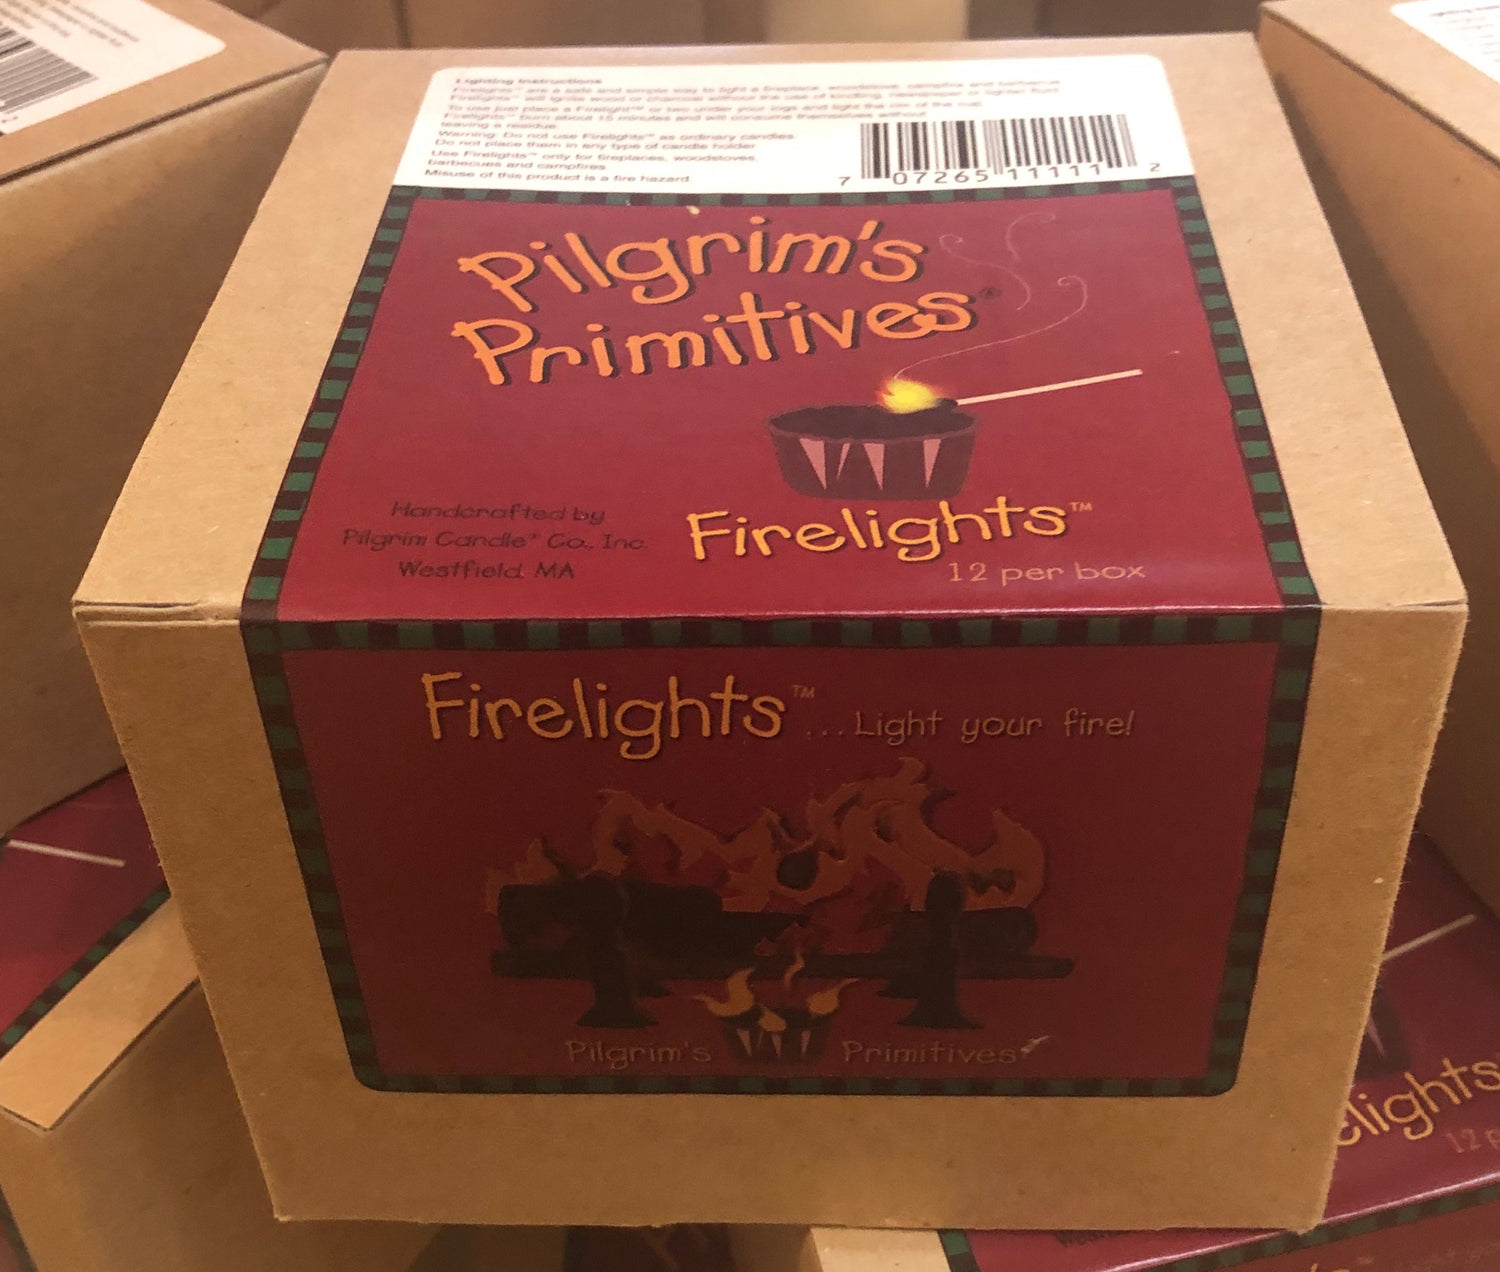 Lighting Instructions
Firelights™ are a safe and simple way to light a fireplace, woodstove, campfire and barbecue
Firelights™ will ignite wood or charcoal without the use of kindling, newspaper or lighter fluid
To use just place a Firelight™ or two under your logs and light the rim of the cup
Firelights™ burn about 15 minutes and will consume themselves without
leaving a residue
Warning: Do not use Firelights™ as ordinary candles.
Do not place them in any type of candle holder
Use Firelights™ only for fireplaces, woodstoves,
barbecues and campfires
Misuse of this product is a fire hazard.
7 07265 11111 2
Pilgrim's
Primitives®
Handcrafted by
Pilgrim Candle® Co., Inc.
Westfield, MA
Firelights™
12 per box
Firelights™ ...Light your fire!
Pilgrim's Primitives
lights
12 p